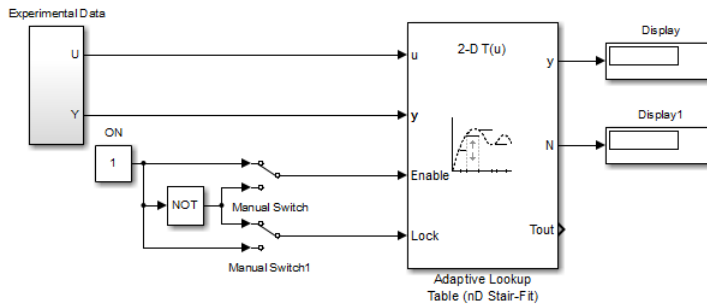 Experimental Data
U
Y
ON
1
NOT
Manual Switch
Manual Switch1
2-D T(u)
u
y
Enable
Lock
y
N
Tout
Adaptive Lookup
Table (nD Stair-Fit)
Display
Display1